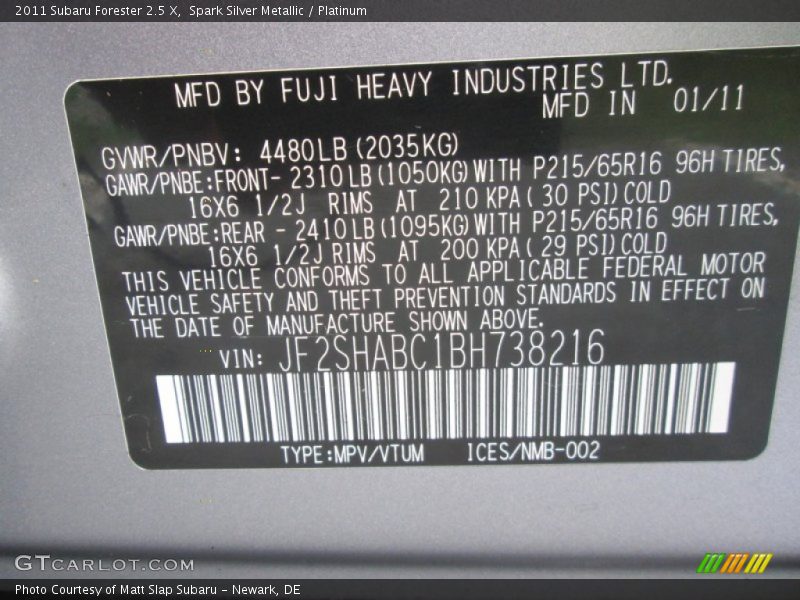 2011 Subaru Forester 2.5 X, Spark Silver Metallic / Platinum
MFD BY FUJI HEAVY INDUSTRIES LTD.
MFD IN 01/11
GVWR/PNBV: 4480LB (2035KG)
GAWR/PNBE:FRONT- 2310LB (1050KG) WITH P215/65R16 96H TIRES,
16X6 1/2J RIMS AT 210 KPA ( 30 PSI) COLD
GAWR/PNBE:REAR - 2410LB (1095KG) WITH P215/65R16 96H TIRES,
16X6 1/2J RIMS AT 200 KPA ( 29 PSI) COLD
THIS VEHICLE CONFORMS TO ALL APPLICABLE FEDERAL MOTOR
VEHICLE SAFETY AND THEFT PREVENTION STANDARDS IN EFFECT ON
THE DATE OF MANUFACTURE SHOWN ABOVE.
VIN: JF2SHABC1BH738216
TYPE:MPV/VTUM ICES/NMB-002
GTCARLOT.COM
Photo Courtesy of Matt Slap Subaru - Newark, DE